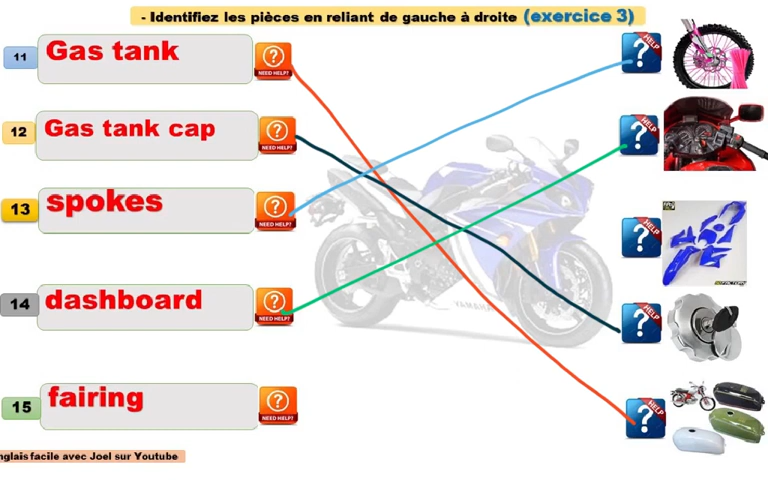 - Identifiez les pièces en reliant de gauche à droite (exercice 3)
11 Gas tank
NEED HELP?
HELP
12 Gas tank cap
NEED HELP?
HELP
13 spokes
NEED HELP?
HELP
14 dashboard
NEED HELP?
HELP
15 fairing
NEED HELP?
HELP
YAMAHA
nglais facile avec Joel sur Youtube